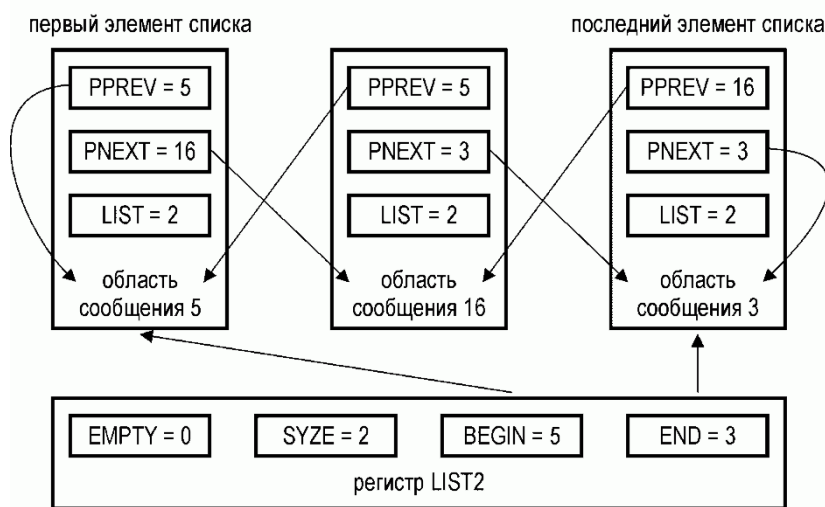 первый элемент списка
последний элемент списка
PPREV = 5
PPREV = 5
PPREV = 16
PNEXT = 16
PNEXT = 3
PNEXT = 3
LIST = 2
LIST = 2
LIST = 2
область
сообщения 5
область
сообщения 16
область
сообщения 3
EMPTY = 0
SYZE = 2
BEGIN = 5
END = 3
регистр LIST2